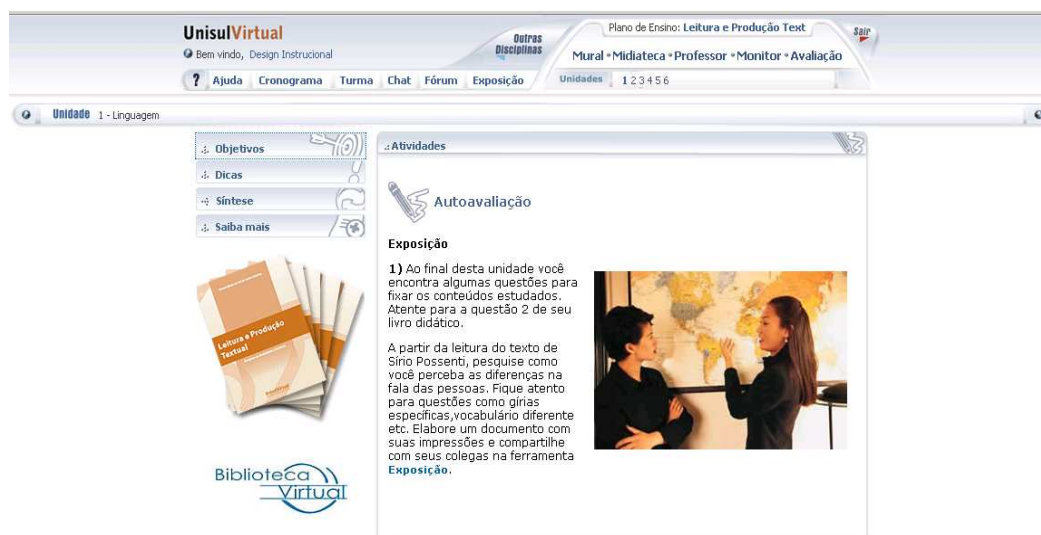 UnisulVirtual
Bem vindo, Design Instrucional
Outras
Disciplinas
Plano de Ensino: Leitura e Produção Text
Sair
Mural Midiateca Professor Monitor Avaliação
? Ajuda Cronograma Turma Chat Fórum Exposição
Unidades 1 2 3 4 5 6
Unidade 1 - Linguagem
.:. Objetivos
.:. Dicas
Síntese
.:. Saiba mais
Leitura e Produção
Textual
Biblioteca
Virtual
.: Atividades
Autoavaliação
Exposição
1) Ao final desta unidade você
encontra algumas questões para
fixar os conteúdos estudados.
Atente para a questão 2 de seu
livro didático.
A partir da leitura do texto de
Sírio Possenti, pesquise como
você perceba as diferenças na
fala das pessoas. Fique atento
para questões como gírias
específicas,vocabulário diferente
etc. Elabore um documento com
suas impressões e compartilhe
com seus colegas na ferramenta
Exposição.